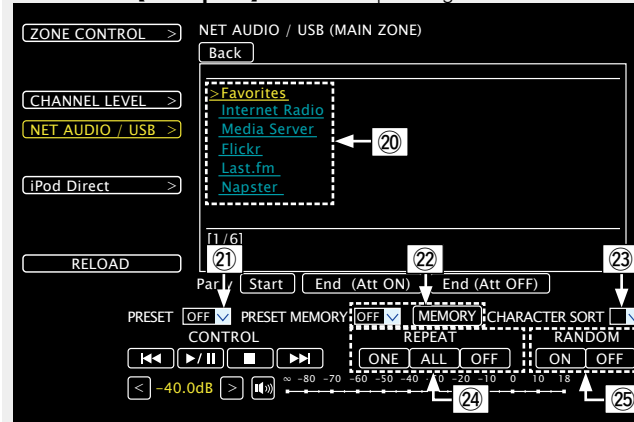 ZONE CONTROL >
NET AUDIO / USB (MAIN ZONE)
Back
CHANNEL LEVEL >
NET AUDIO / USB >
iPod Direct >
RELOAD
>Favorites
Internet Radio
Media Server
Flickr
Last.fm
Napster
⑳
[1/6]
㉑ ㉒ ㉓
Start End (Att ON) End (Att OFF)
PRESET OFF PRESET MEMORY OFF MEMORY CHARACTER SORT
CONTROL REPEAT RANDOM
ONE ALL OFF ON OFF
< -40.0dB > ∞ -80 -70 -60 -50 -40 -20 -10 0 10 18
㉔ ㉕